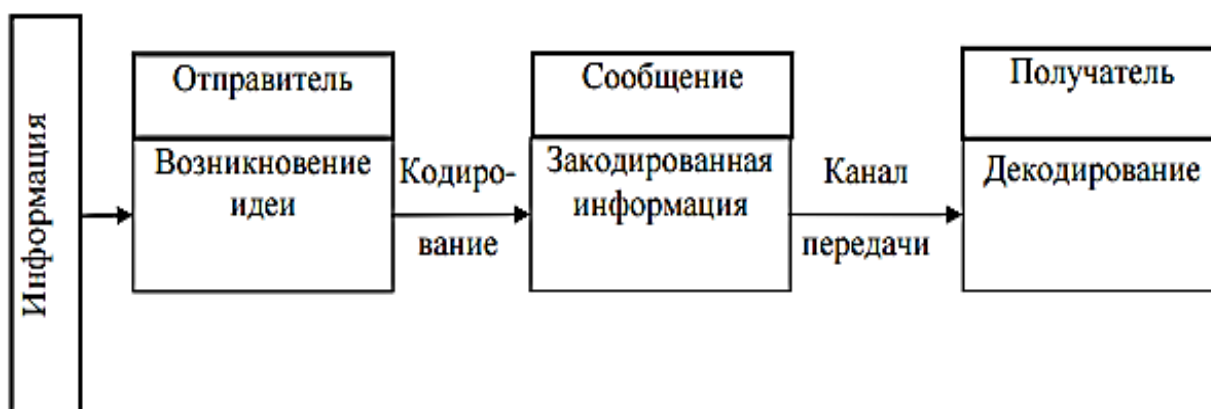 Информация
Отправитель
Возникновение
идеи
Кодиро-
вание
Сообщение
Закодированная
информация
Канал
передачи
Получатель
Декодирование